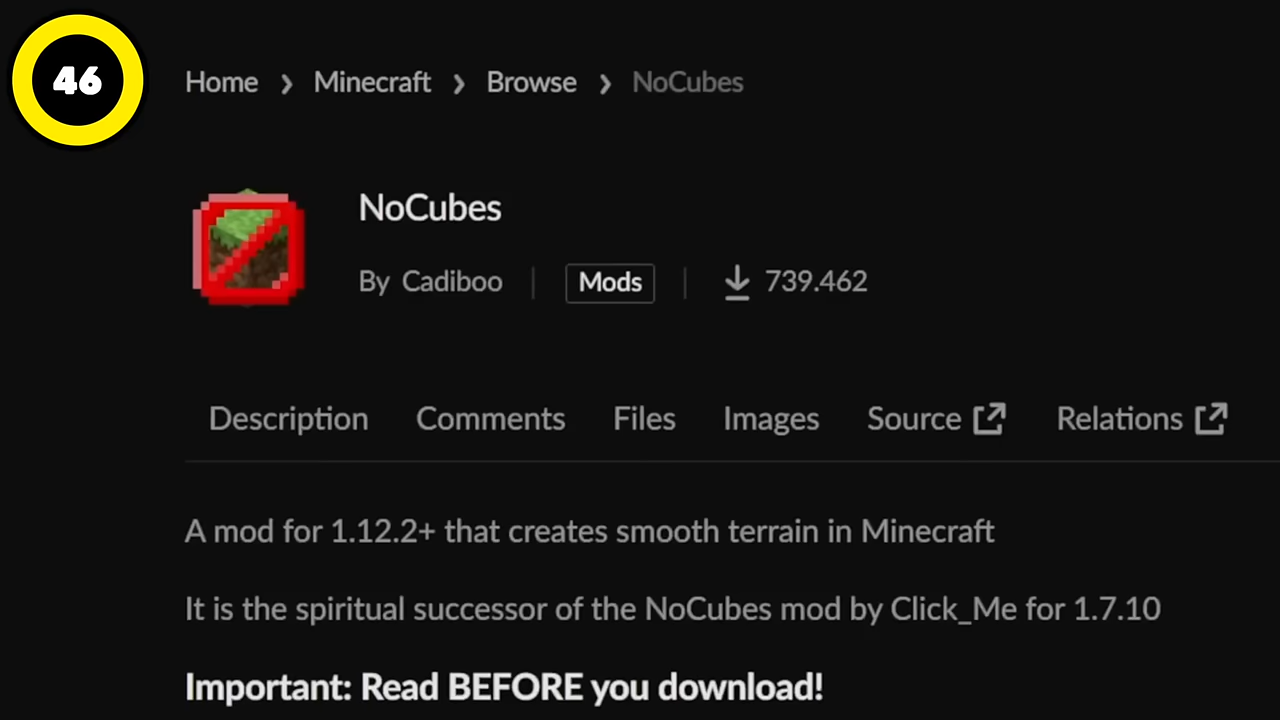 46
Home > Minecraft > Browse > NoCubes
NoCubes
By Cadiboo | Mods | 739.462
Description Comments Files Images Source Relations
A mod for 1.12.2+ that creates smooth terrain in Minecraft
It is the spiritual successor of the NoCubes mod by Click_Me for 1.7.10
Important: Read BEFORE you download!